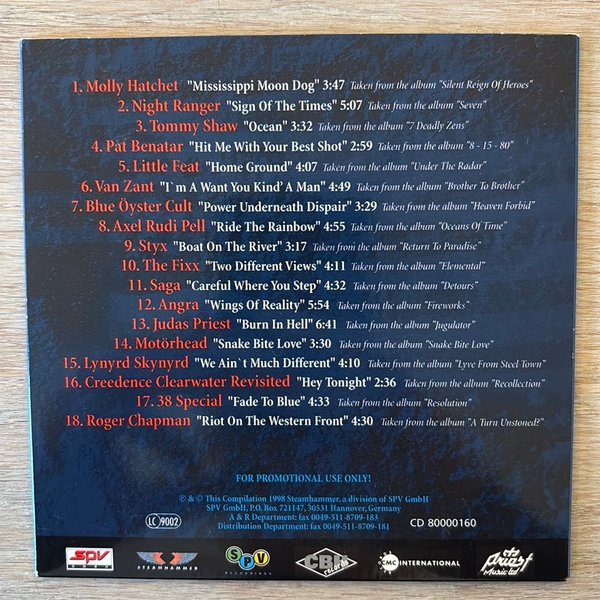 1. Molly Hatchet "Mississippi Moon Dog" 3:47 Taken from the album "Silent Reign Of Heroes"
2. Night Ranger "Sign Of The Times" 5:07 Taken from the album "Seven"
3. Tommy Shaw "Ocean" 3:32 Taken from the album "7 Deadly Zens"
4. Pat Benatar "Hit Me With Your Best Shot" 2:59 Taken from the album "8 - 15 - 80"
5. Little Feat "Home Ground" 4:07 Taken from the album "Under The Radar"
6. Van Zant "I`m A Want You Kind' A Man" 4:49 Taken from the album "Brother To Brother"
7. Blue Öyster Cult "Power Underneath Dispair" 3:29 Taken from the album "Heaven Forbid"
8. Axel Rudi Pell "Ride The Rainbow" 4:55 Taken from the album "Oceans Of Time"
9. Styx "Boat On The River" 3:17 Taken from the album "Return To Paradise"
10. The Fixx "Two Different Views" 4:11 Taken from the album "Elemental"
11. Saga "Careful Where You Step" 4:32 Taken from the album "Detours"
12. Angra "Wings Of Reality" 5:54 Taken from the album "Fireworks"
13. Judas Priest "Burn In Hell" 6:41 Taken from the album "Jugulator"
14. Motörhead "Snake Bite Love" 3:30 Taken from the album "Snake Bite Love"
15. Lynyrd Skynyrd "We Ain`t Much Different" 4:10 Taken from the album "Lyve From Steel Town"
16. Creedence Clearwater Revisited "Hey Tonight" 2:36 Taken from the album "Recollection"
17. 38 Special "Fade To Blue" 4:33 Taken from the album "Resolution"
18. Roger Chapman "Riot On The Western Front" 4:30 Taken from the album "A Turn Unstoned?"
FOR PROMOTIONAL USE ONLY!
℗ & © This Compilation 1998 Steamhammer, a division of SPV GmbH
SPV GmbH, P.O. Box 721147, 30531 Hannover, Germany
A & R Department: fax 0049-511-8709-183
Distribution Department: fax 0049-511-8709-181
LC 9002
CD 80000160
SPV GMBH
STEAMHAMMER
SPV RECORDINGS
CBH records
CMC INTERNATIONAL
Priest Music Ltd